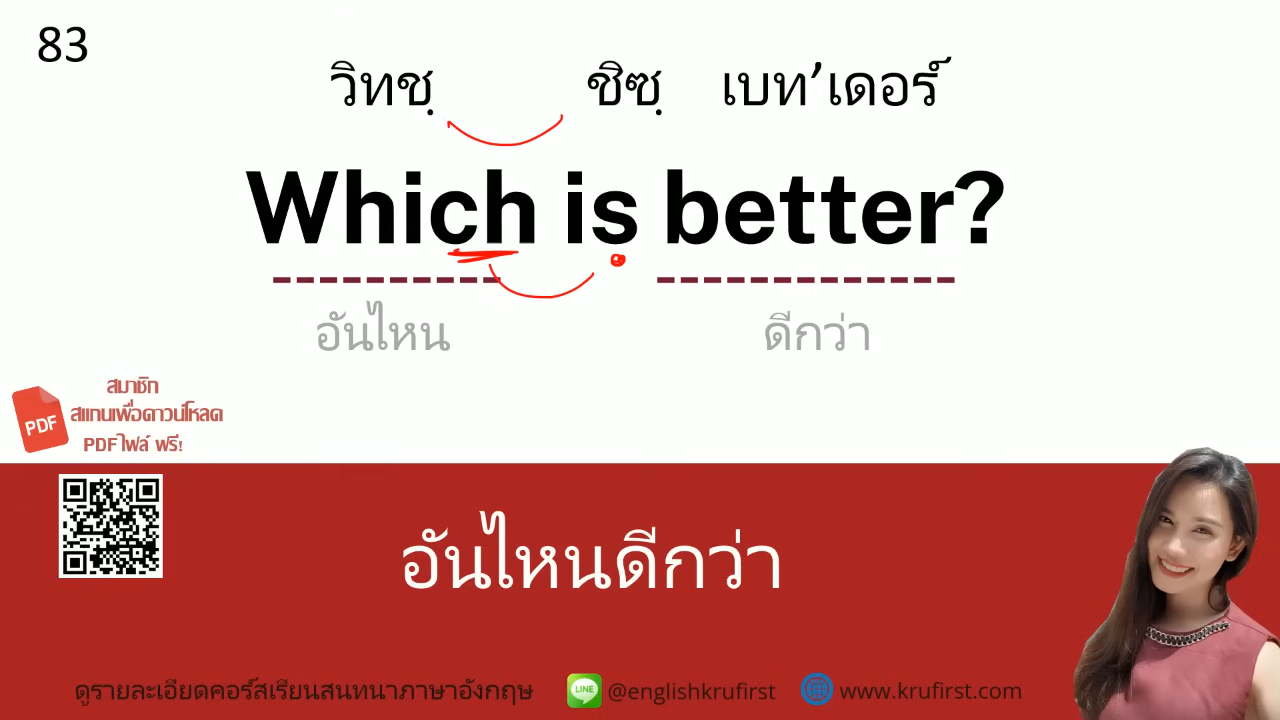 83
วิทชฺ ชิซฺ เบท’เดอร์
Which is better?
อันไหน ดีกว่า
สมาชิก
สแกนเพื่อดาวน์โหลด
PDF ไฟล์ ฟรี!
PDF
อันไหนดีกว่า
ดูรายละเอียดคอร์สเรียนสนทนาภาษาอังกฤษ LINE @englishkrufirst www.krufirst.com